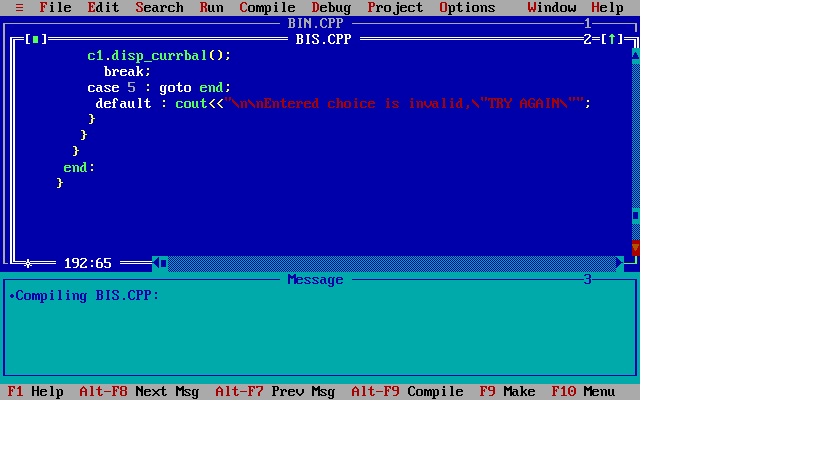 ≡ File Edit Search Run Compile Debug Project Options Window Help
BIN.CPP 1
[■] BIS.CPP 2=[↑]
c1.disp_currbal();
break;
case 5 : goto end;
default : cout<<"\n\nEntered choice is invalid,\"TRY AGAIN\"";
}
}
}
end:
}
192:65
Message 3
•Compiling BIS.CPP:
F1 Help Alt-F8 Next Msg Alt-F7 Prev Msg Alt-F9 Compile F9 Make F10 Menu